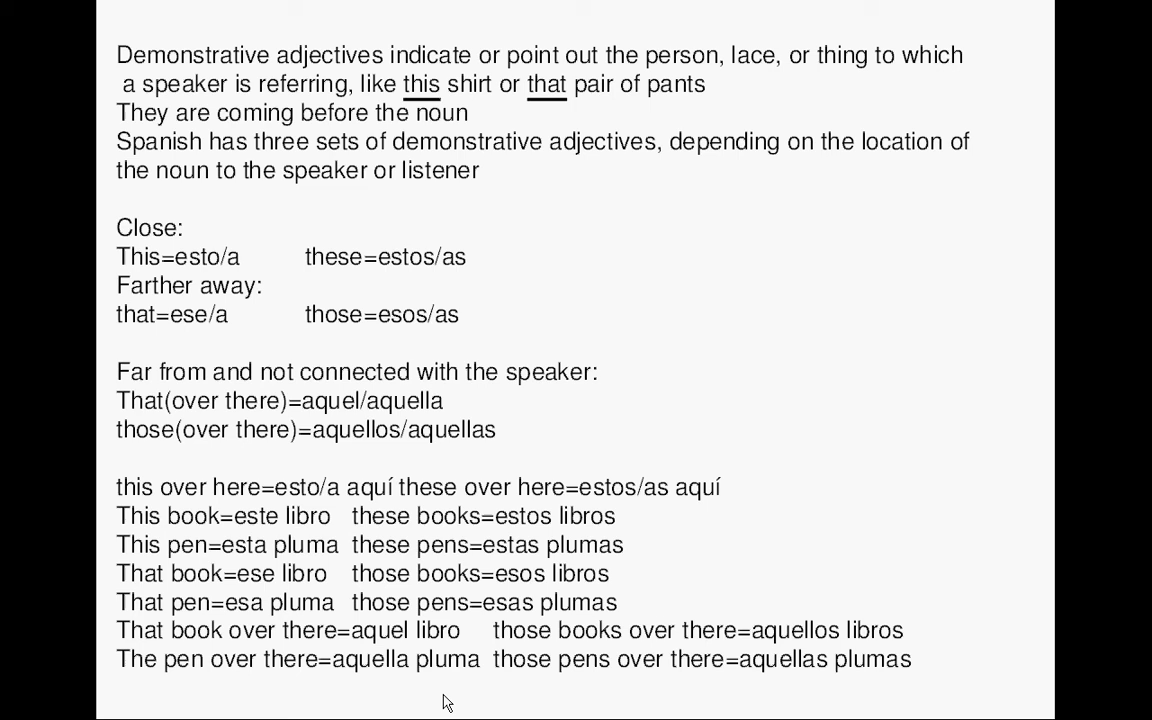 Demonstrative adjectives indicate or point out the person, lace, or thing to which
a speaker is referring, like this shirt or that pair of pants
They are coming before the noun
Spanish has three sets of demonstrative adjectives, depending on the location of
the noun to the speaker or listener
Close:
This=esto/a these=estos/as
Farther away:
that=ese/a those=esos/as
Far from and not connected with the speaker:
That(over there)=aquel/aquella
those(over there)=aquellos/aquellas
this over here=esto/a aquí these over here=estos/as aquí
This book=este libro these books=estos libros
This pen=esta pluma these pens=estas plumas
That book=ese libro those books=esos libros
That pen=esa pluma those pens=esas plumas
That book over there=aquel libro those books over there=aquellos libros
The pen over there=aquella pluma those pens over there=aquellas plumas